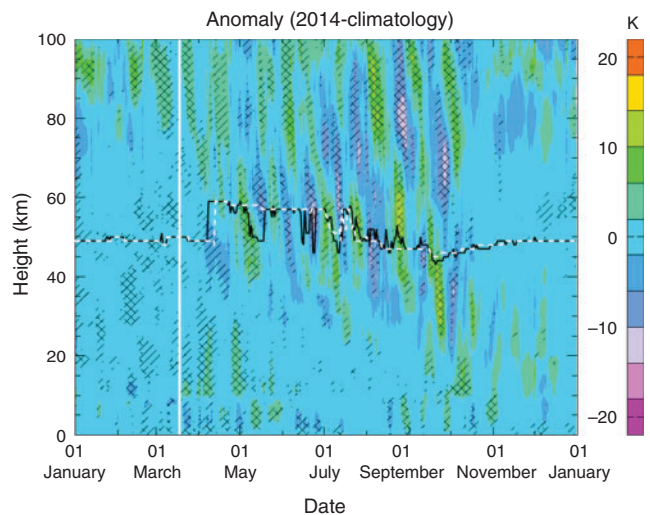 Anomaly (2014-climatology)
K
100
80
60
40
20
0
Height (km)
20
10
0
−10
−20
01 01 01 01 01 01 01
January March May July September November January
Date